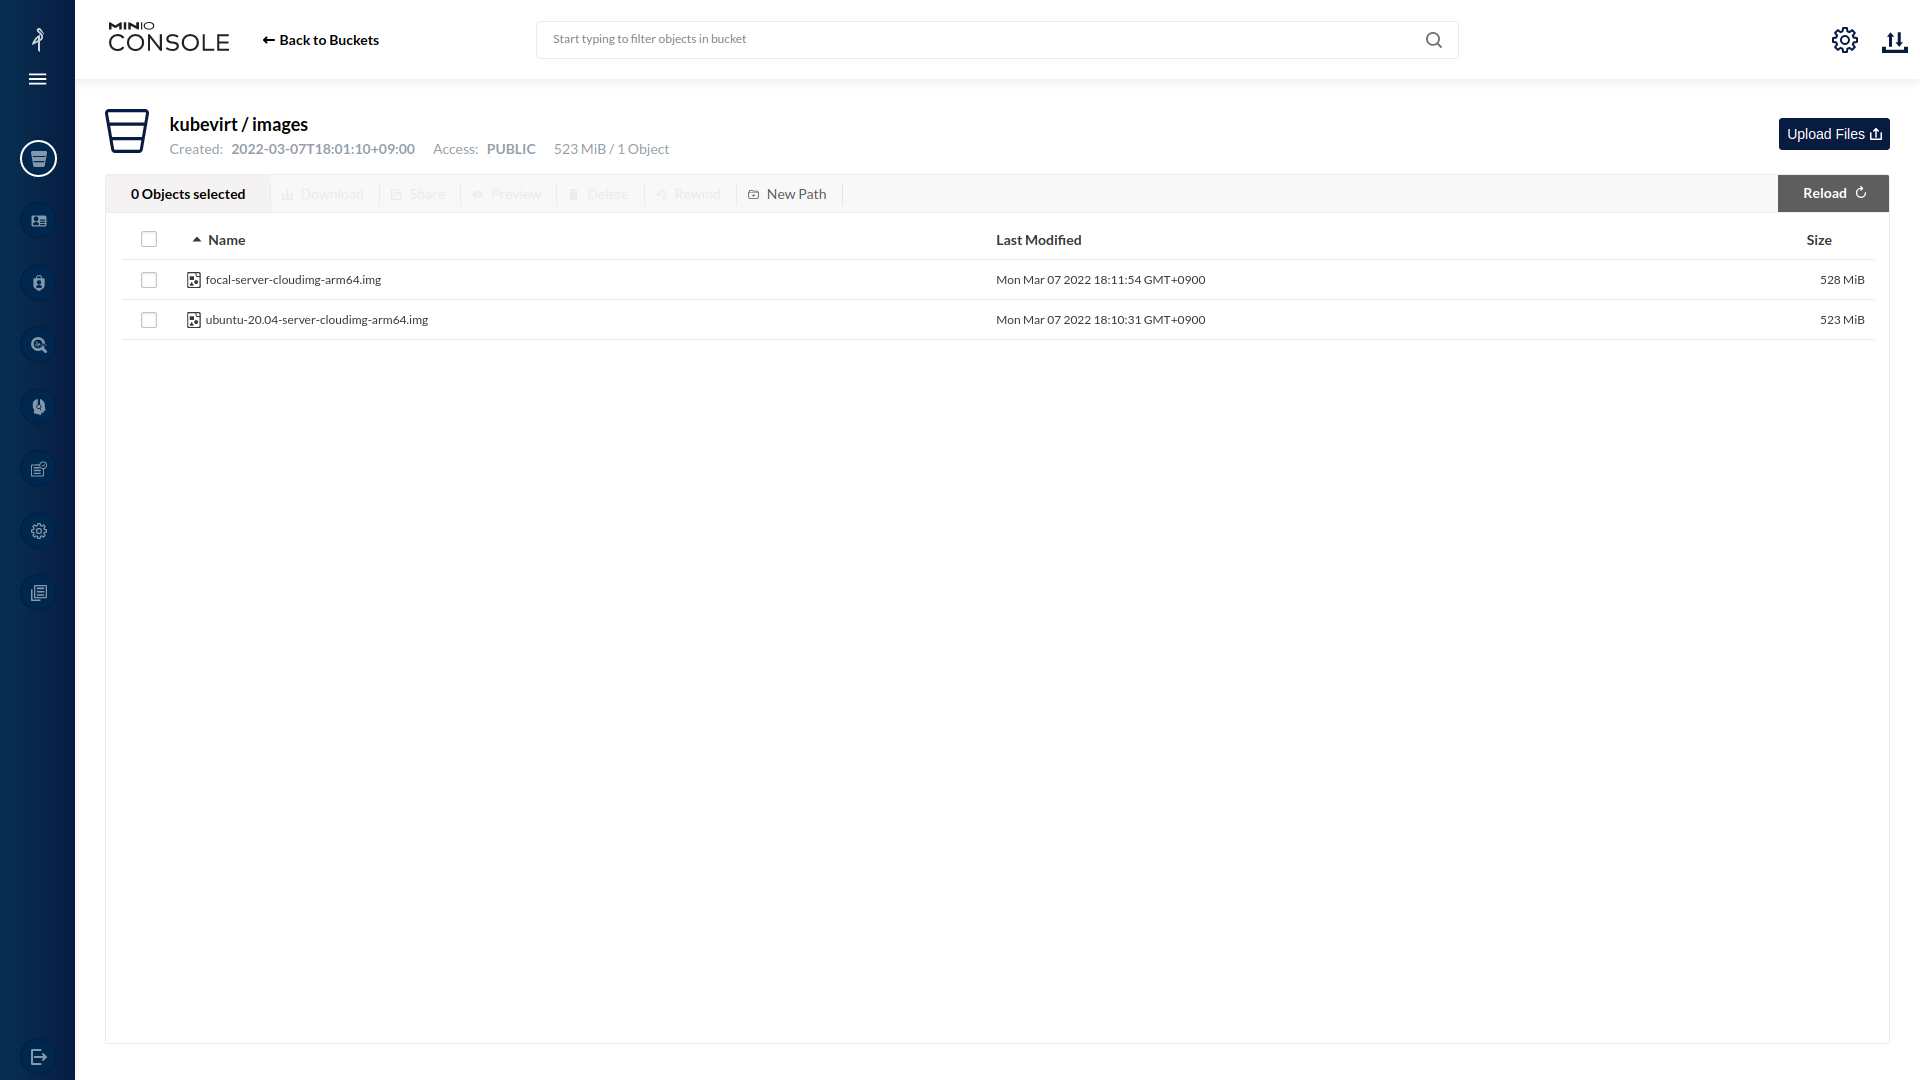 MINIO
CONSOLE
Back to Buckets
Start typing to filter objects in bucket
kubevirt / images
Created: 2022-03-07T18:01:10+09:00 Access: PUBLIC 523 MiB / 1 Object
Upload Files
0 Objects selected Download Share Preview Delete Rewind New Path Reload
Name Last Modified Size
focal-server-cloudimg-arm64.img Mon Mar 07 2022 18:11:54 GMT+0900 528 MiB
ubuntu-20.04-server-cloudimg-arm64.img Mon Mar 07 2022 18:10:31 GMT+0900 523 MiB